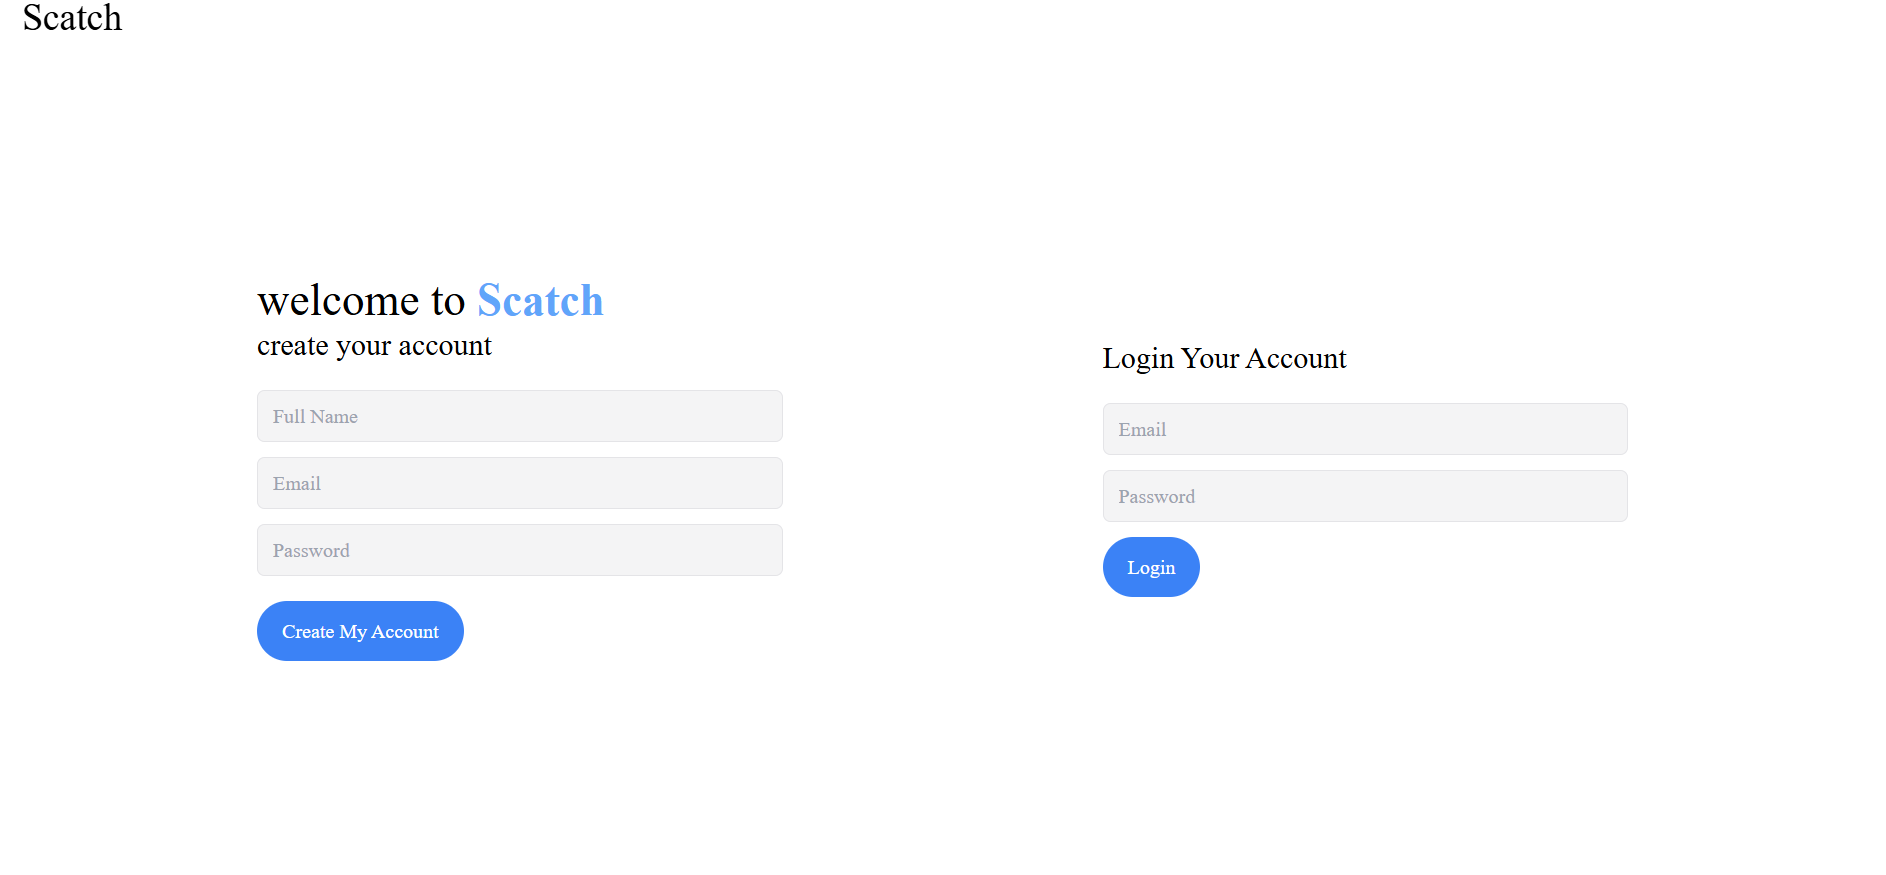 Scatch
welcome to Scatch
create your account
Full Name
Email
Password
Create My Account
Login Your Account
Email
Password
Login